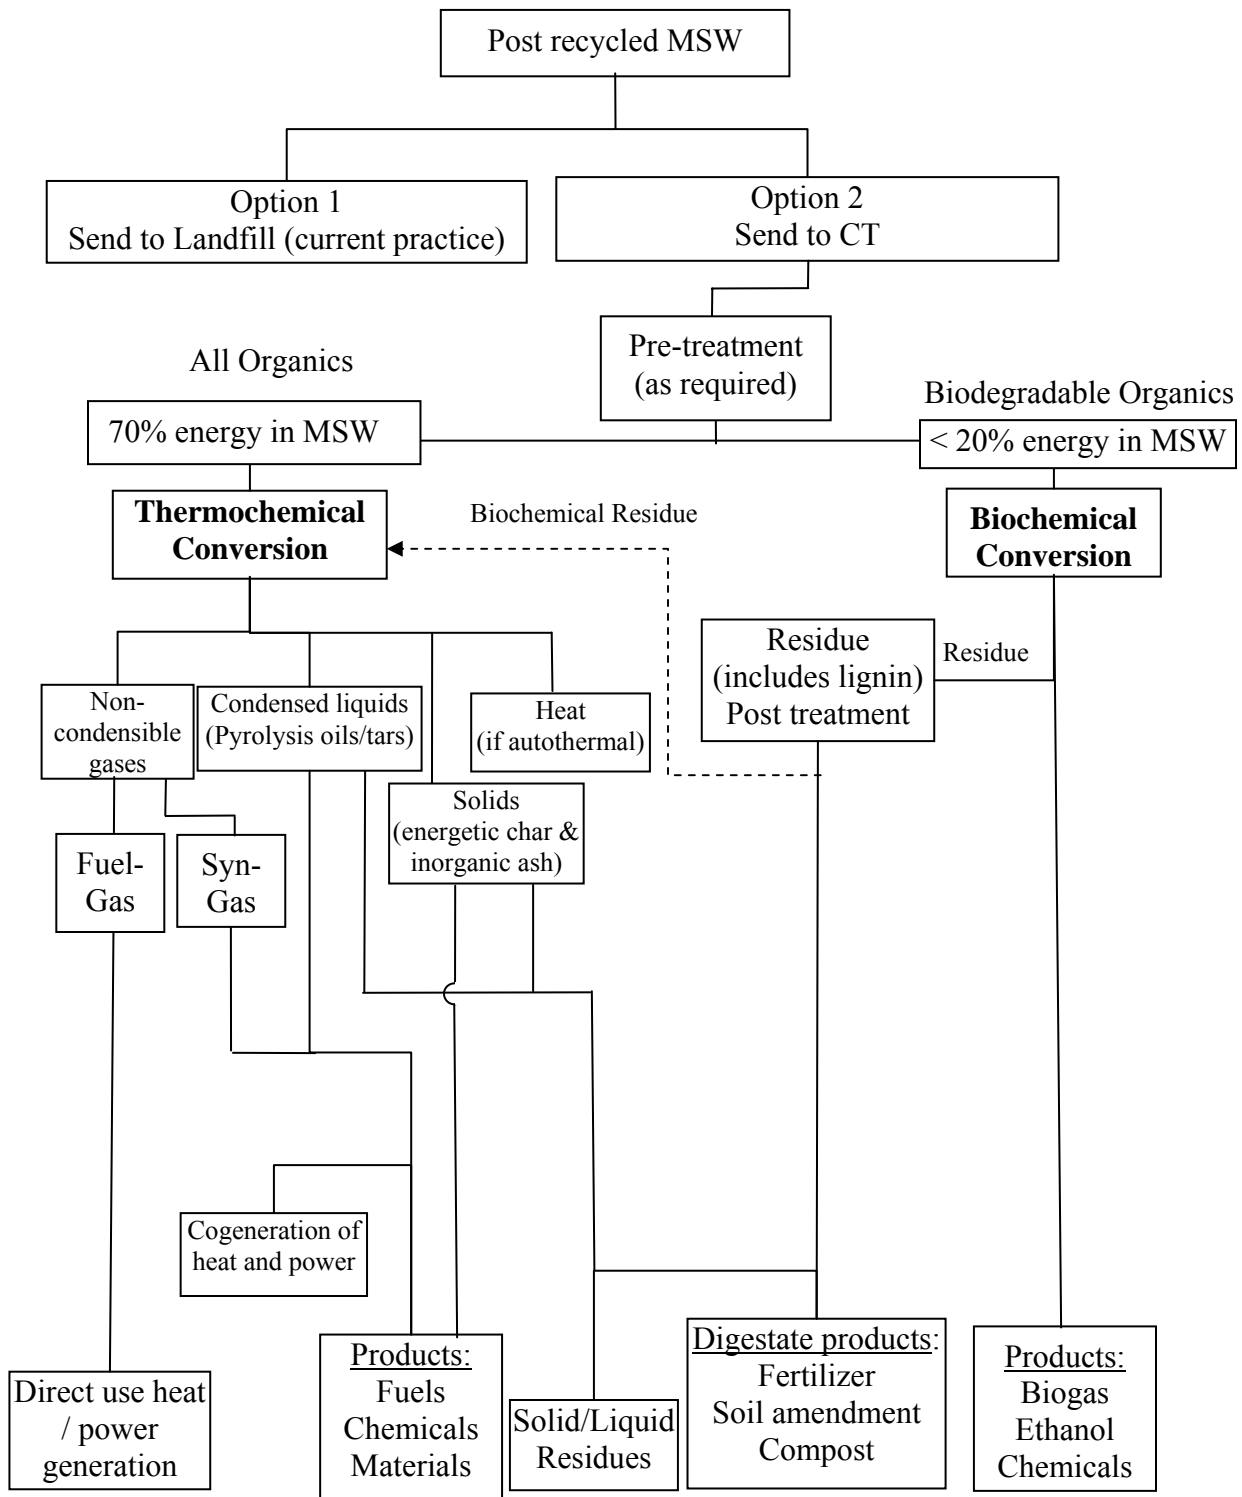 Post recycled MSW
Option 1
Send to Landfill (current practice)
Option 2
Send to CT
Pre-treatment
(as required)
All Organics
Biodegradable Organics
70% energy in MSW
< 20% energy in MSW
Thermochemical
Conversion
Biochemical Residue
Biochemical
Conversion
Residue
(includes lignin)
Post treatment
Residue
Non-
condensible
gases
Condensed liquids
(Pyrolysis oils/tars)
Heat
(if autothermal)
Solids
(energetic char &
inorganic ash)
Fuel-
Gas
Syn-
Gas
Cogeneration of
heat and power
Direct use heat
/ power
generation
Products:
Fuels
Chemicals
Materials
Solid/Liquid
Residues
Digestate products:
Fertilizer
Soil amendment
Compost
Products:
Biogas
Ethanol
Chemicals